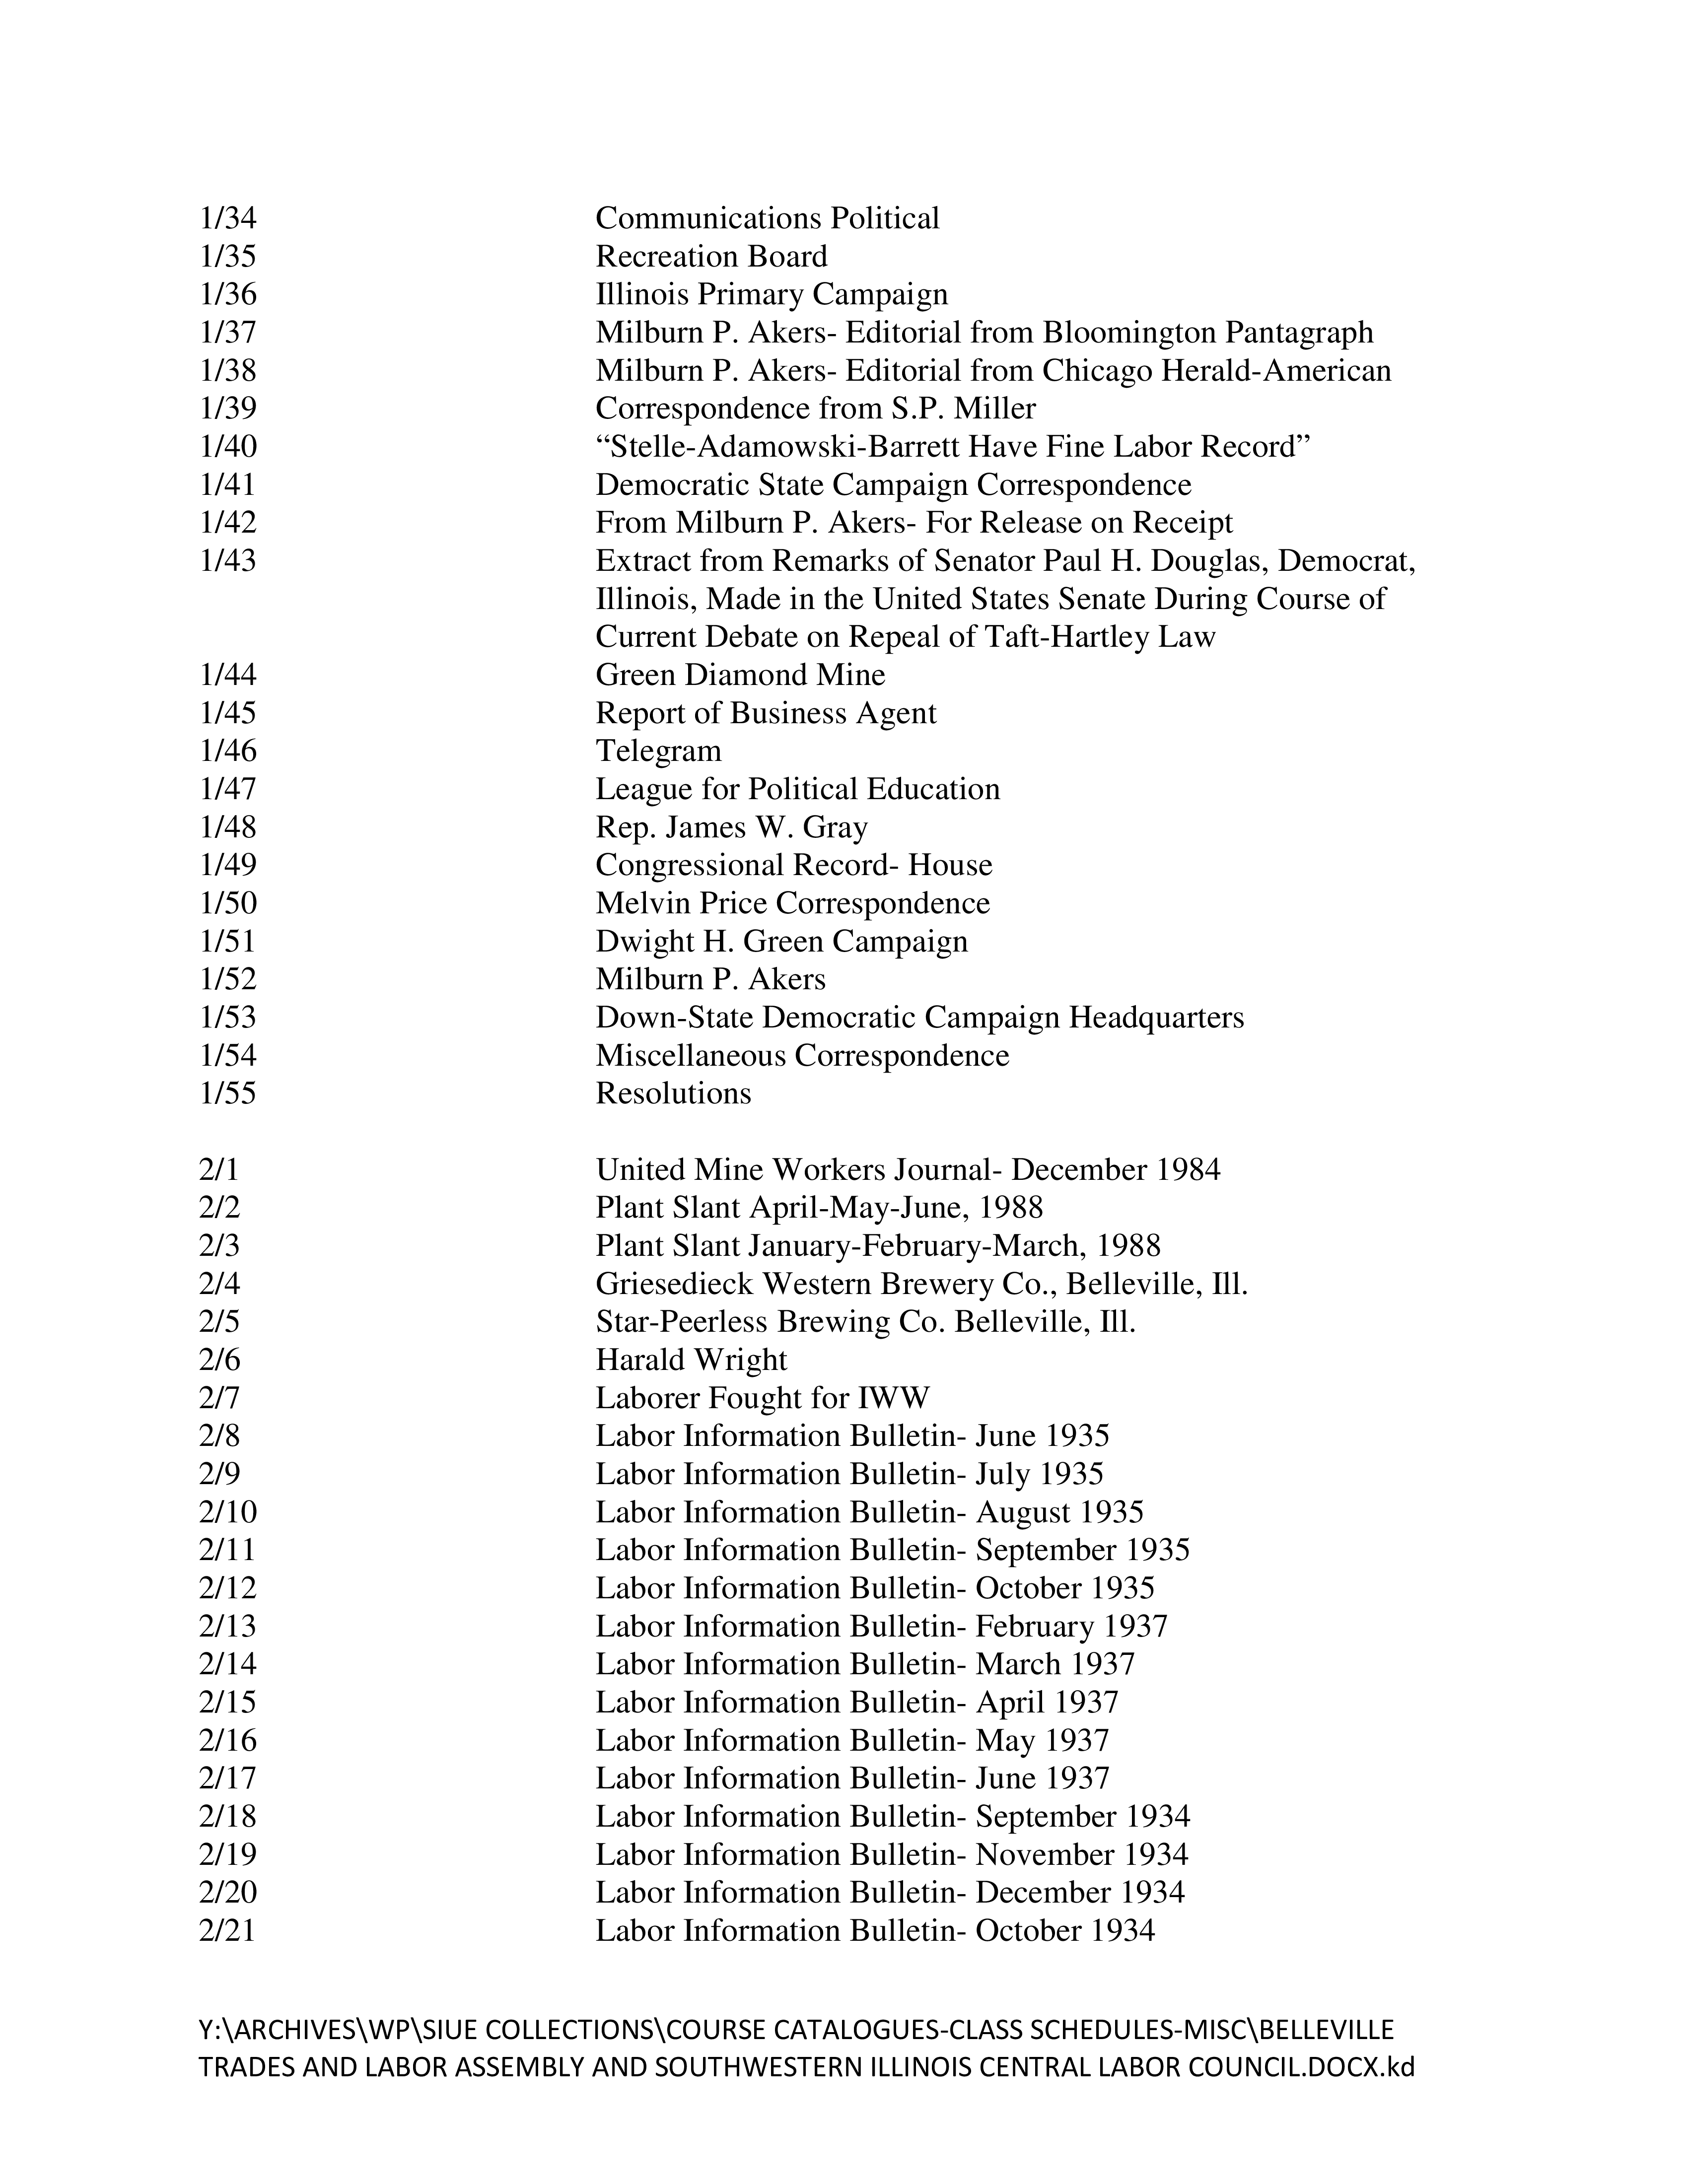 1/34 Communications Political
1/35 Recreation Board
1/36 Illinois Primary Campaign
1/37 Milburn P. Akers- Editorial from Bloomington Pantagraph
1/38 Milburn P. Akers- Editorial from Chicago Herald-American
1/39 Correspondence from S.P. Miller
1/40 “Stelle-Adamowski-Barrett Have Fine Labor Record”
1/41 Democratic State Campaign Correspondence
1/42 From Milburn P. Akers- For Release on Receipt
1/43 Extract from Remarks of Senator Paul H. Douglas, Democrat,
Illinois, Made in the United States Senate During Course of
Current Debate on Repeal of Taft-Hartley Law
1/44 Green Diamond Mine
1/45 Report of Business Agent
1/46 Telegram
1/47 League for Political Education
1/48 Rep. James W. Gray
1/49 Congressional Record- House
1/50 Melvin Price Correspondence
1/51 Dwight H. Green Campaign
1/52 Milburn P. Akers
1/53 Down-State Democratic Campaign Headquarters
1/54 Miscellaneous Correspondence
1/55 Resolutions
2/1 United Mine Workers Journal- December 1984
2/2 Plant Slant April-May-June, 1988
2/3 Plant Slant January-February-March, 1988
2/4 Griesedieck Western Brewery Co., Belleville, Ill.
2/5 Star-Peerless Brewing Co. Belleville, Ill.
2/6 Harald Wright
2/7 Laborer Fought for IWW
2/8 Labor Information Bulletin- June 1935
2/9 Labor Information Bulletin- July 1935
2/10 Labor Information Bulletin- August 1935
2/11 Labor Information Bulletin- September 1935
2/12 Labor Information Bulletin- October 1935
2/13 Labor Information Bulletin- February 1937
2/14 Labor Information Bulletin- March 1937
2/15 Labor Information Bulletin- April 1937
2/16 Labor Information Bulletin- May 1937
2/17 Labor Information Bulletin- June 1937
2/18 Labor Information Bulletin- September 1934
2/19 Labor Information Bulletin- November 1934
2/20 Labor Information Bulletin- December 1934
2/21 Labor Information Bulletin- October 1934
Y:\ARCHIVES\WP\SIUE COLLECTIONS\COURSE CATALOGUES-CLASS SCHEDULES-MISC\BELLEVILLE
TRADES AND LABOR ASSEMBLY AND SOUTHWESTERN ILLINOIS CENTRAL LABOR COUNCIL.DOCX.kd